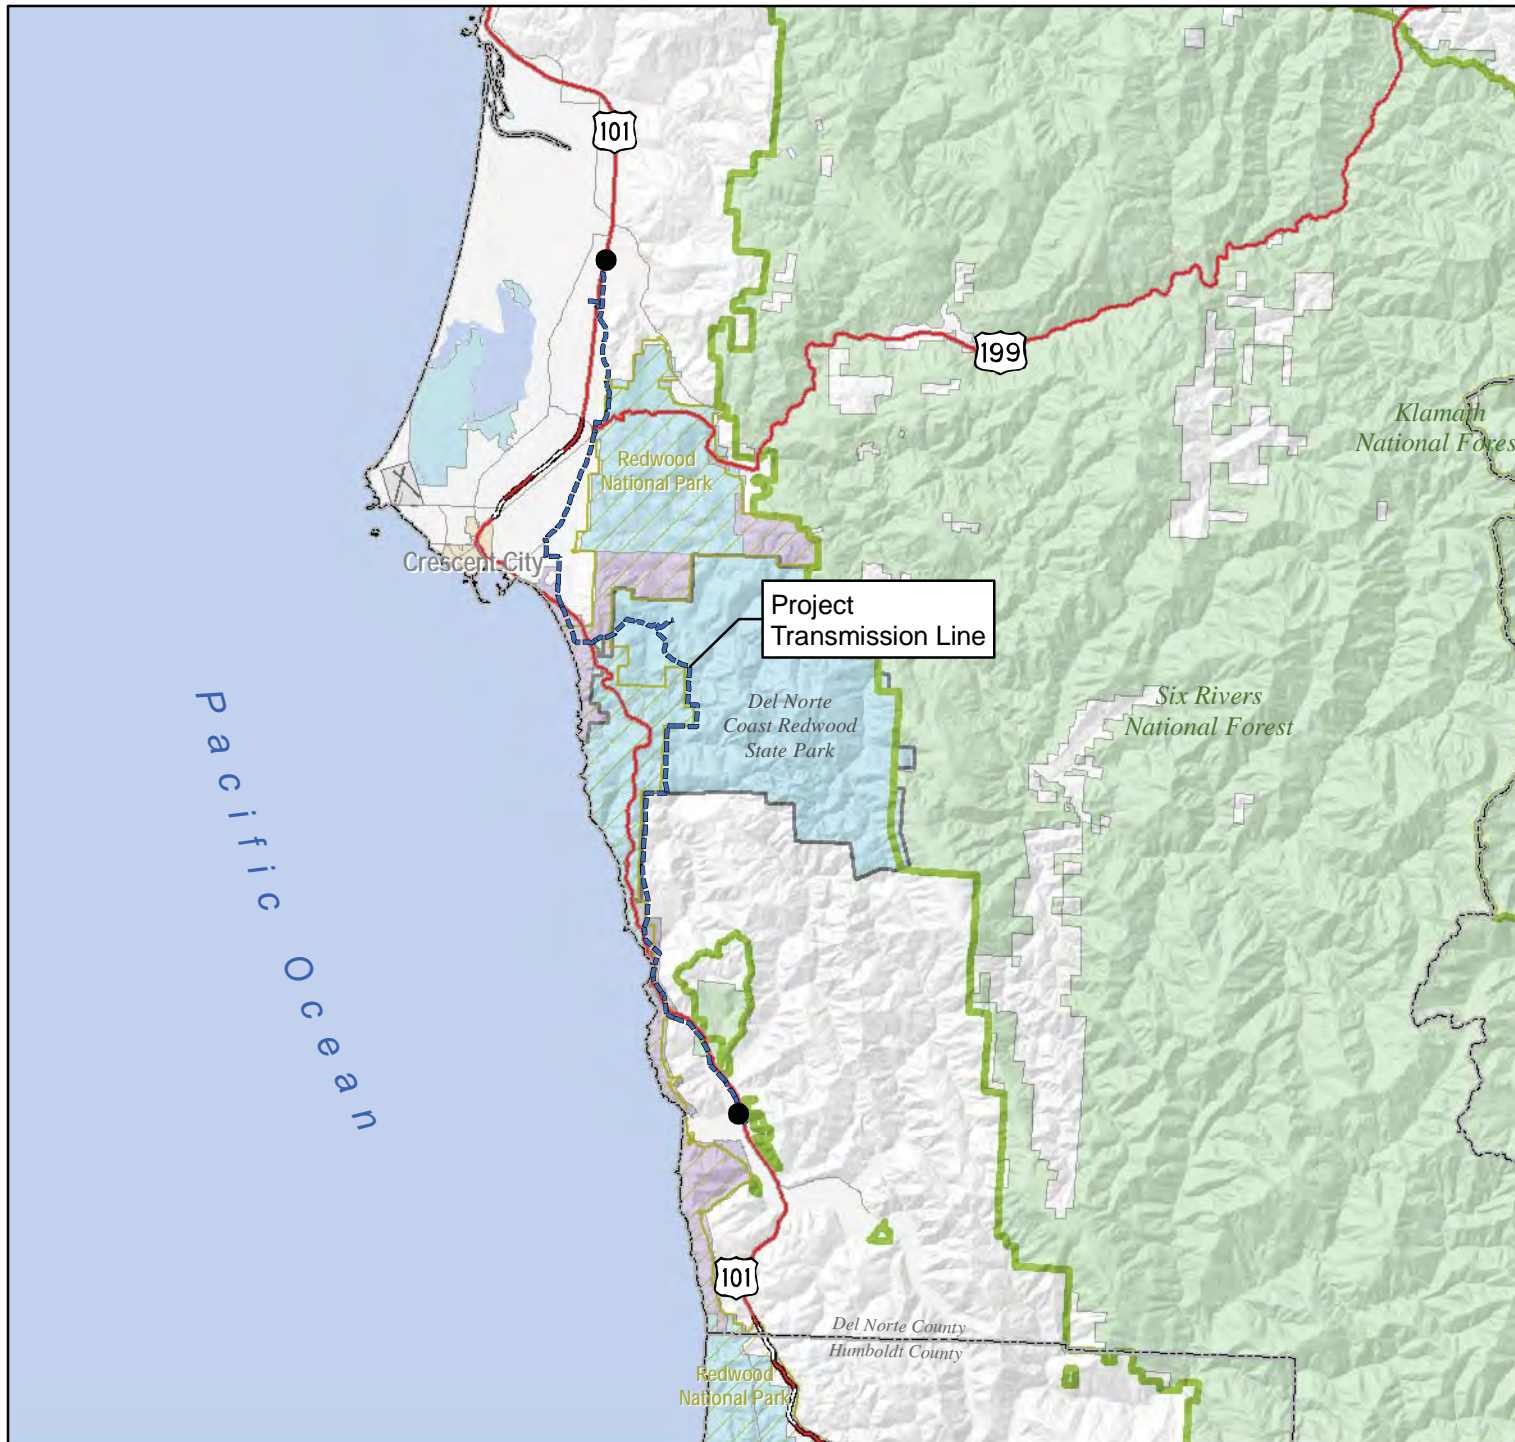 101
199
Klamath
National Forest
Redwood
National Park
Crescent City
Project
Transmission Line
Del Norte
Coast Redwood
State Park
Six Rivers
National Forest
Pacific Ocean
101
Del Norte County
Humboldt County
Redwood
National Park